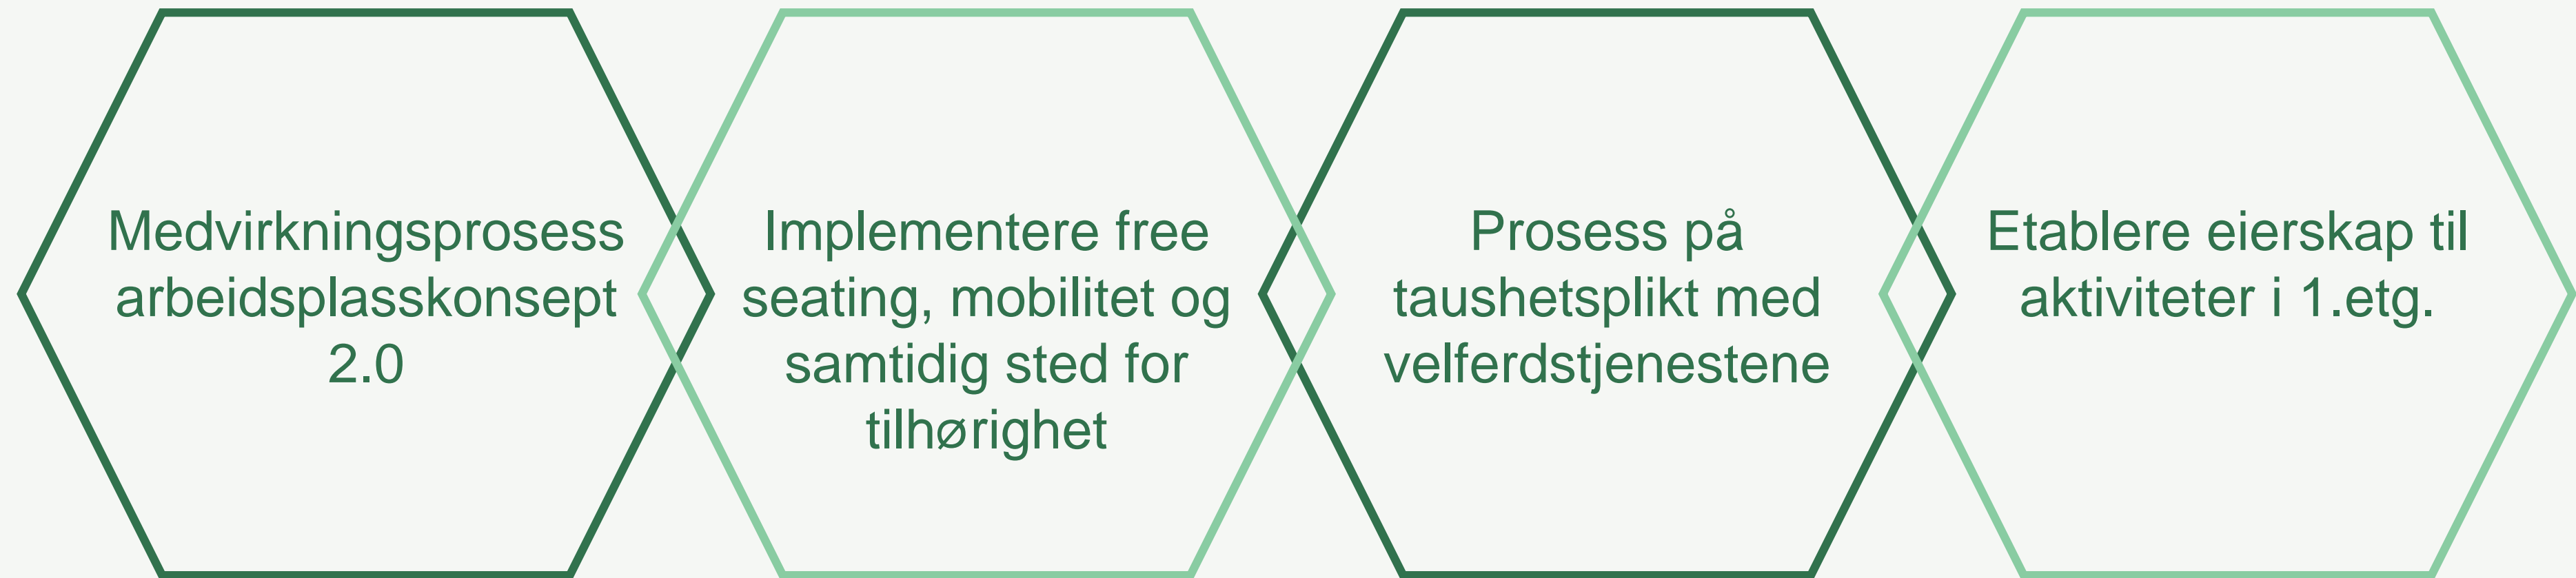 Medvirkningsprosess
arbeidsplasskonsept
2.0
Implementere free
seating, mobilitet og
samtidig sted for
tilhørighet
Prosess på
taushetsplikt med
velferdstjenestene
Etablere eierskap til
aktiviteter i 1.etg.